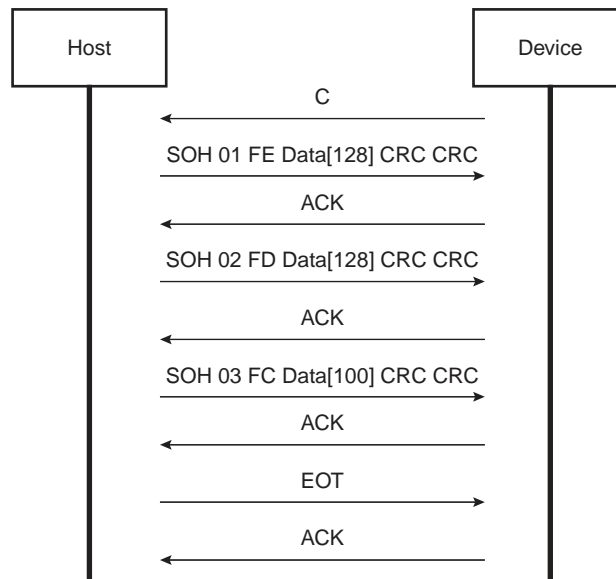 Host
Device
C
SOH 01 FE Data[128] CRC CRC
ACK
SOH 02 FD Data[128] CRC CRC
ACK
SOH 03 FC Data[100] CRC CRC
ACK
EOT
ACK